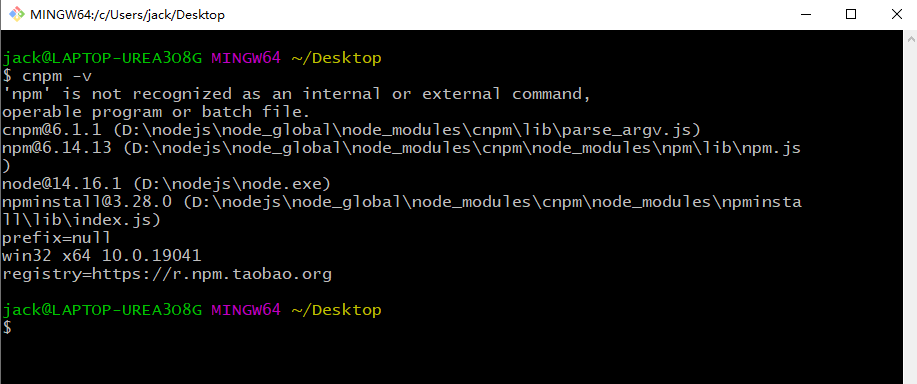 MINGW64:/c/Users/jack/Desktop
jack@LAPTOP-UREA3O8G MINGW64 ~/Desktop
$ cnpm -v
'npm' is not recognized as an internal or external command,
operable program or batch file.
cnpm@6.1.1 (D:\nodejs\node_global\node_modules\cnpm\lib\parse_argv.js)
npm@6.14.13 (D:\nodejs\node_global\node_modules\cnpm\node_modules\npm\lib\npm.js
)
node@14.16.1 (D:\nodejs\node.exe)
npminstall@3.28.0 (D:\nodejs\node_global\node_modules\cnpm\node_modules\npminsta
ll\lib\index.js)
prefix=null
win32 x64 10.0.19041
registry=https://r.npm.taobao.org
jack@LAPTOP-UREA3O8G MINGW64 ~/Desktop
$